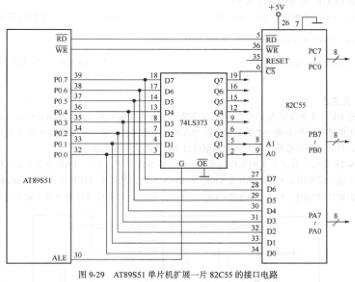 +5V
26 7
RD 5 RD
WR 36 WR
35 RESET
6 CS
PC7
~
PC0
8
P0.7 39 18 D7 Q7 19
P0.6 38 17 D6 Q6 16
P0.5 37 14 D5 Q5 15
P0.4 36 13 D4 Q4 12
P0.3 35 8 D3 Q3 9
P0.2 34 7 D2 Q2 6
P0.1 33 4 D1 Q1 5 8 A1
P0.0 32 3 D0 Q0 2 9 A0
74LS373
G OE
82C55
PB7
~
PB0
8
AT89S51
27 D7
28 D6
29 D5
30 D4
31 D3
32 D2
33 D1
34 D0
PA7
~
PA0
8
ALE 30
图 9-29 AT89S51 单片机扩展一片 82C55 的接口电路